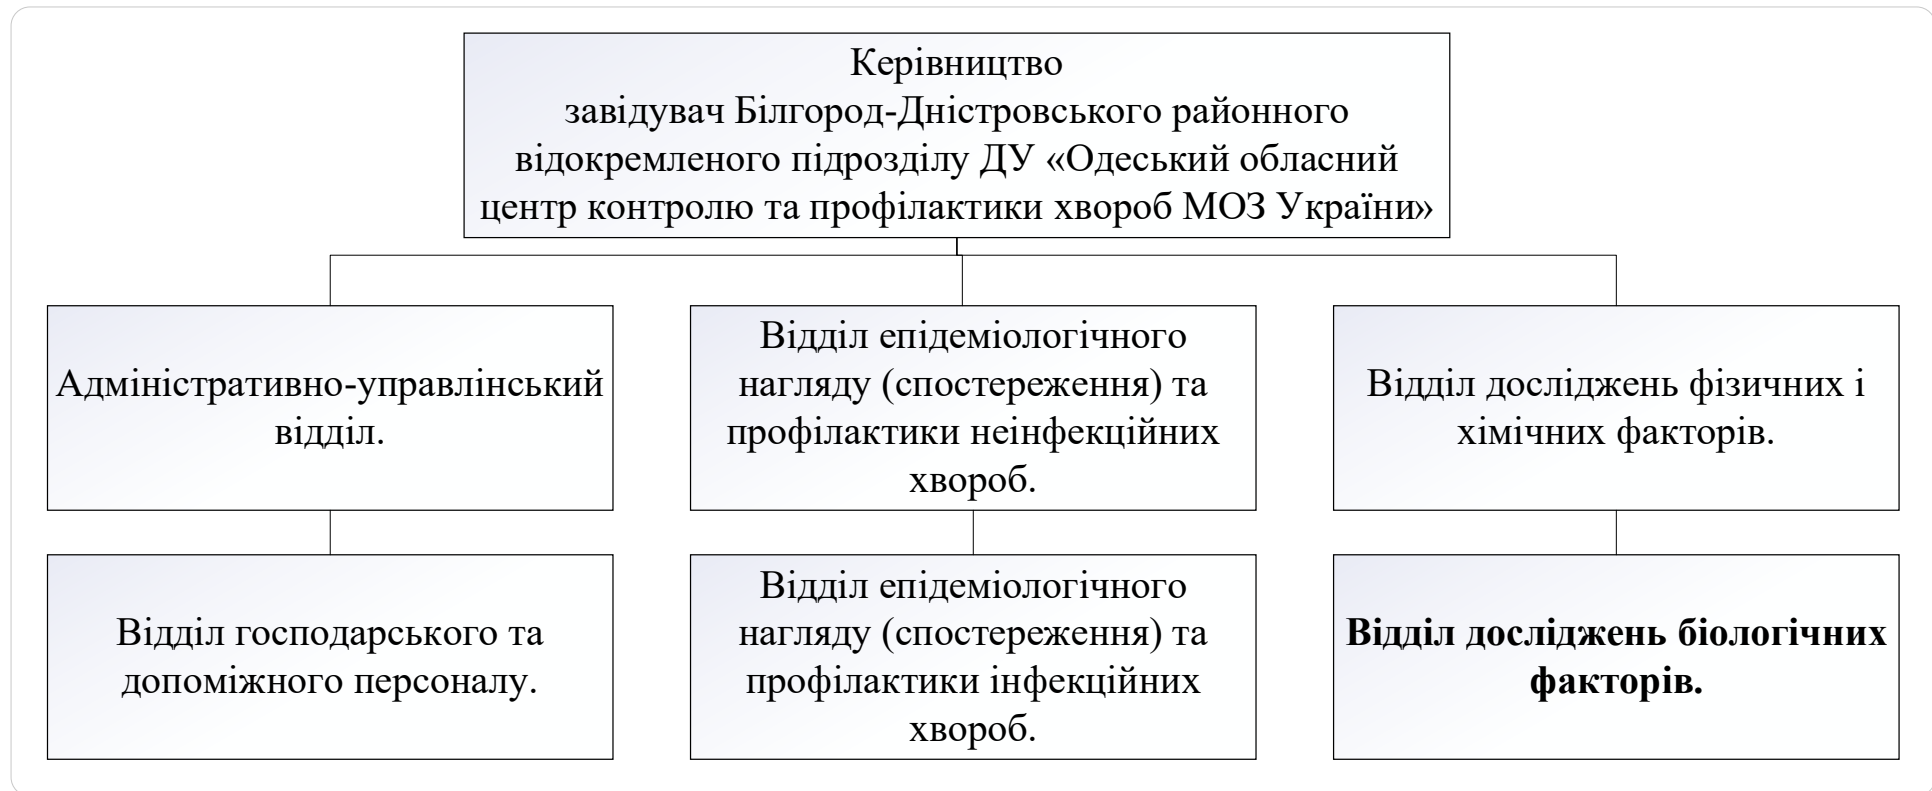 Керівництво
завідувач Білгород-Дністровського районного
відокремленого підрозділу ДУ «Одеський обласний
центр контролю та профілактики хвороб МОЗ України»
Адміністративно-управлінський
відділ.
Відділ епідеміологічного
нагляду (спостереження) та
профілактики неінфекційних
хвороб.
Відділ досліджень фізичних і
хімічних факторів.
Відділ господарського та
допоміжного персоналу.
Відділ епідеміологічного
нагляду (спостереження) та
профілактики інфекційних
хвороб.
Відділ досліджень біологічних
факторів.